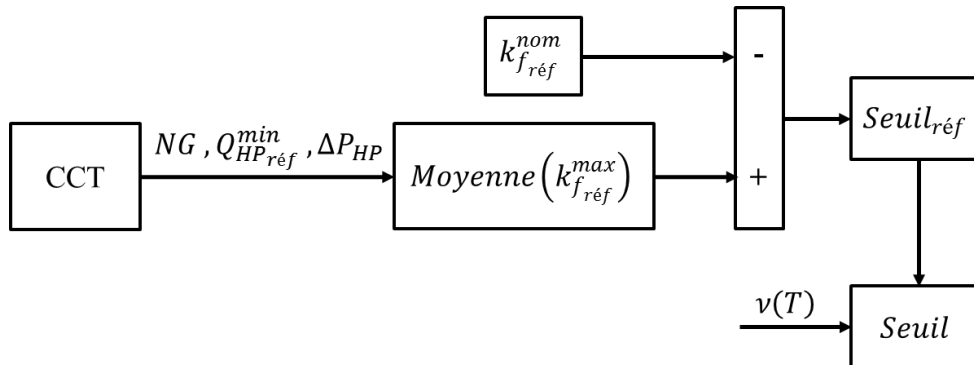 k_{f_{réf}}^{nom}
-
Seuil_{réf}
CCT
NG , Q_{HP_{réf}}^{min} , ΔP_{HP}
Moyenne(k_{f_{réf}}^{max})
+
ν(T)
Seuil